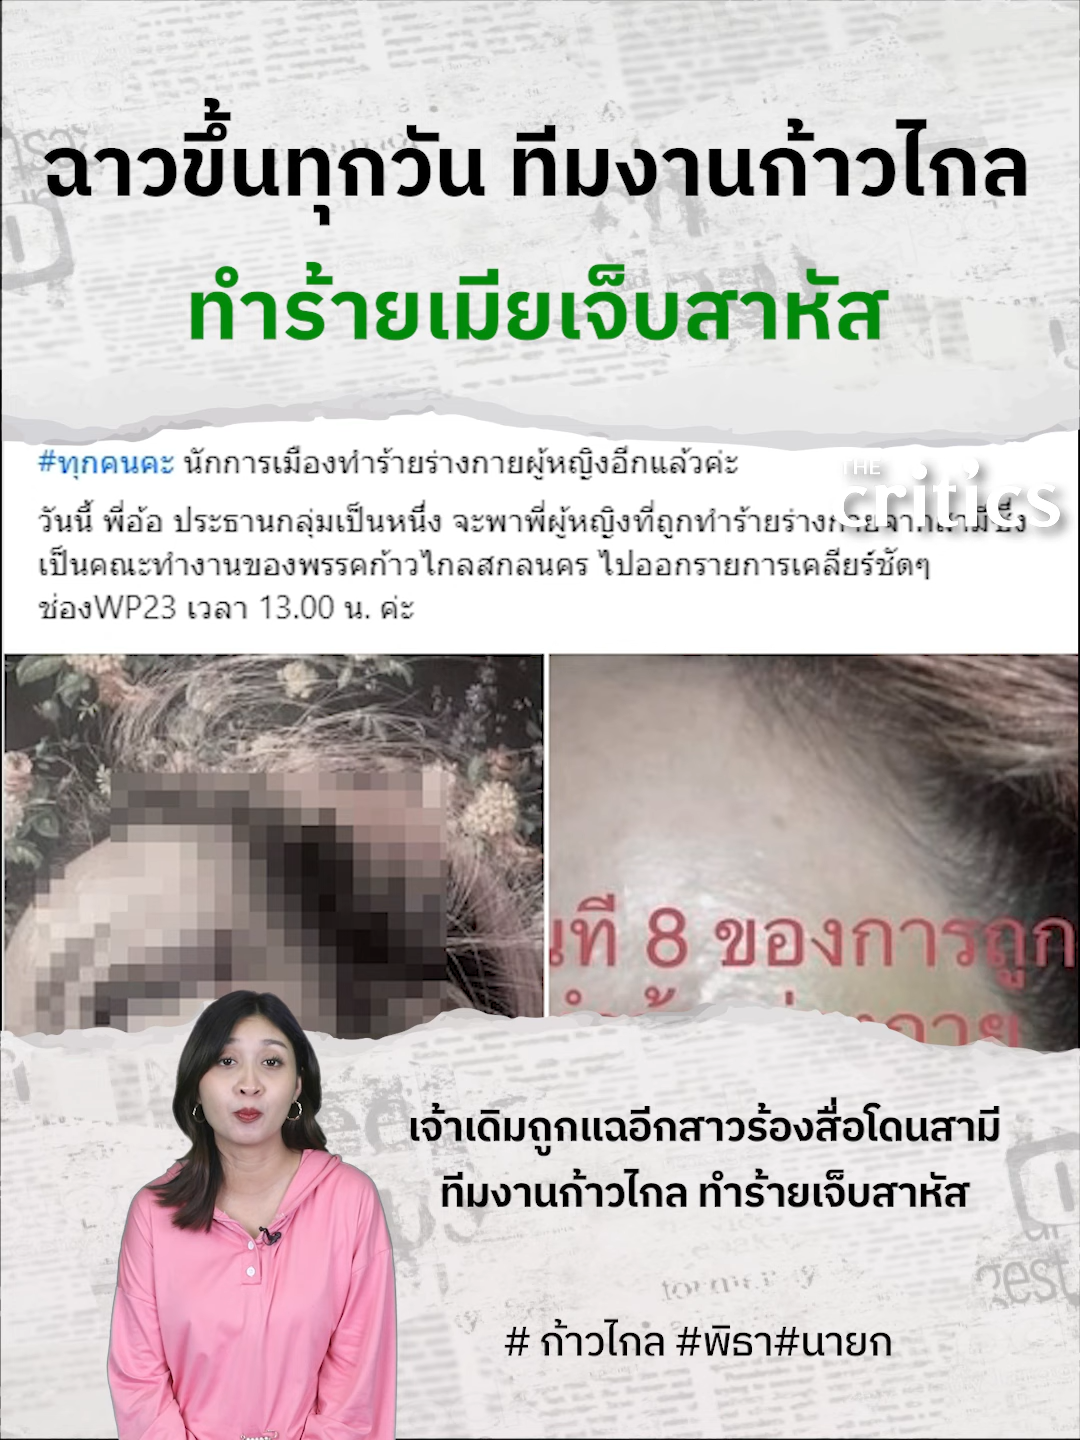 ฉาวขึ้นทุกวัน ทีมงานก้าวไกล
ทำร้ายเมียเจ็บสาหัส
#ทุกคนคะ นักการเมืองทำร้ายร่างกายผู้หญิงอีกแล้วค่ะ
THE
critics
วันนี้ พี่อ้อ ประธานกลุ่มเป็นหนึ่ง จะพาพี่ผู้หญิงที่ถูกทำร้ายร่างกายจากสามีซึ่ง
เป็นคณะทำงานของพรรคก้าวไกลสกลนคร ไปออกรายการเคลียร์ชัดๆ
ช่องWP23 เวลา 13.00 น. ค่ะ
ที่ 8 ของการถูก
เจ้าเดิมถูกแฉอีกสาวร้องสื่อโดนสามี
ทีมงานก้าวไกล ทำร้ายเจ็บสาหัส
# ก้าวไกล #พิธา#นายก